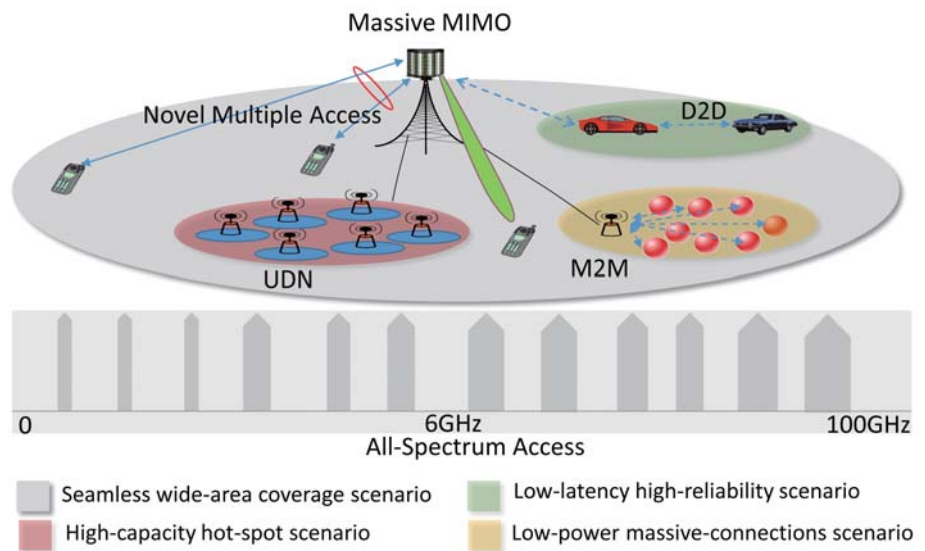 Massive MIMO
Novel Multiple Access
D2D
UDN
M2M
0
6GHz
100GHz
All-Spectrum Access
Seamless wide-area coverage scenario
Low-latency high-reliability scenario
High-capacity hot-spot scenario
Low-power massive-connections scenario